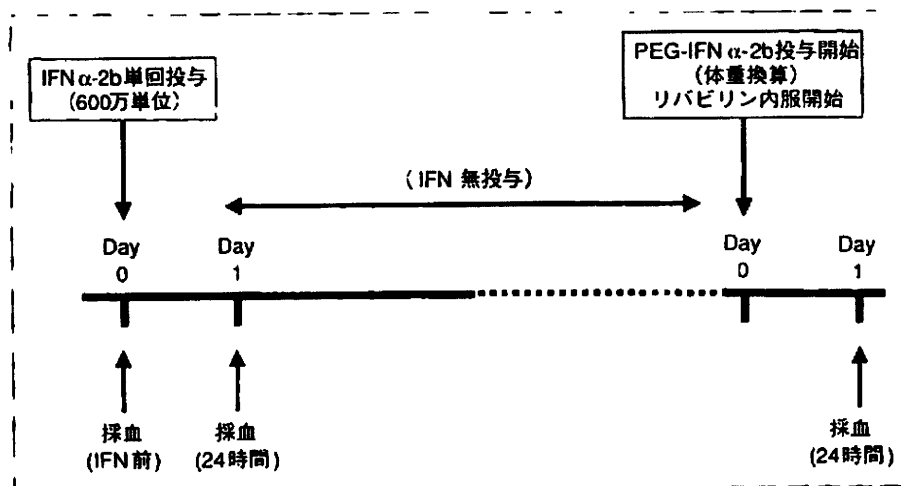 IFNα-2b単回投与
(600万単位)
PEG-IFNα-2b投与開始
(体重換算)
リバビリン内服開始
(IFN 無投与)
Day
0
Day
1
Day
0
Day
1
採血
(IFN前)
採血
(24時間)
採血
(24時間)